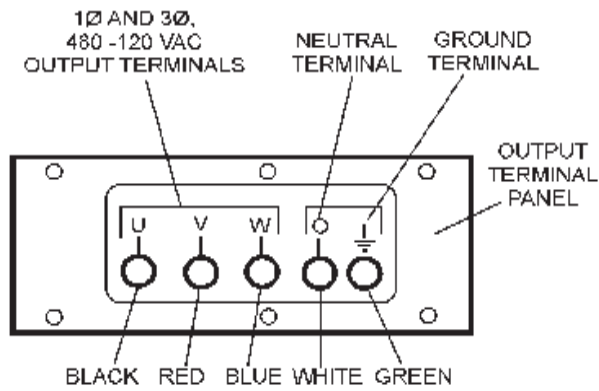 1Ø AND 3Ø,
480 -120 VAC
OUTPUT TERMINALS
NEUTRAL
TERMINAL
GROUND
TERMINAL
OUTPUT
TERMINAL
PANEL
U V W O
BLACK RED BLUE WHITE GREEN